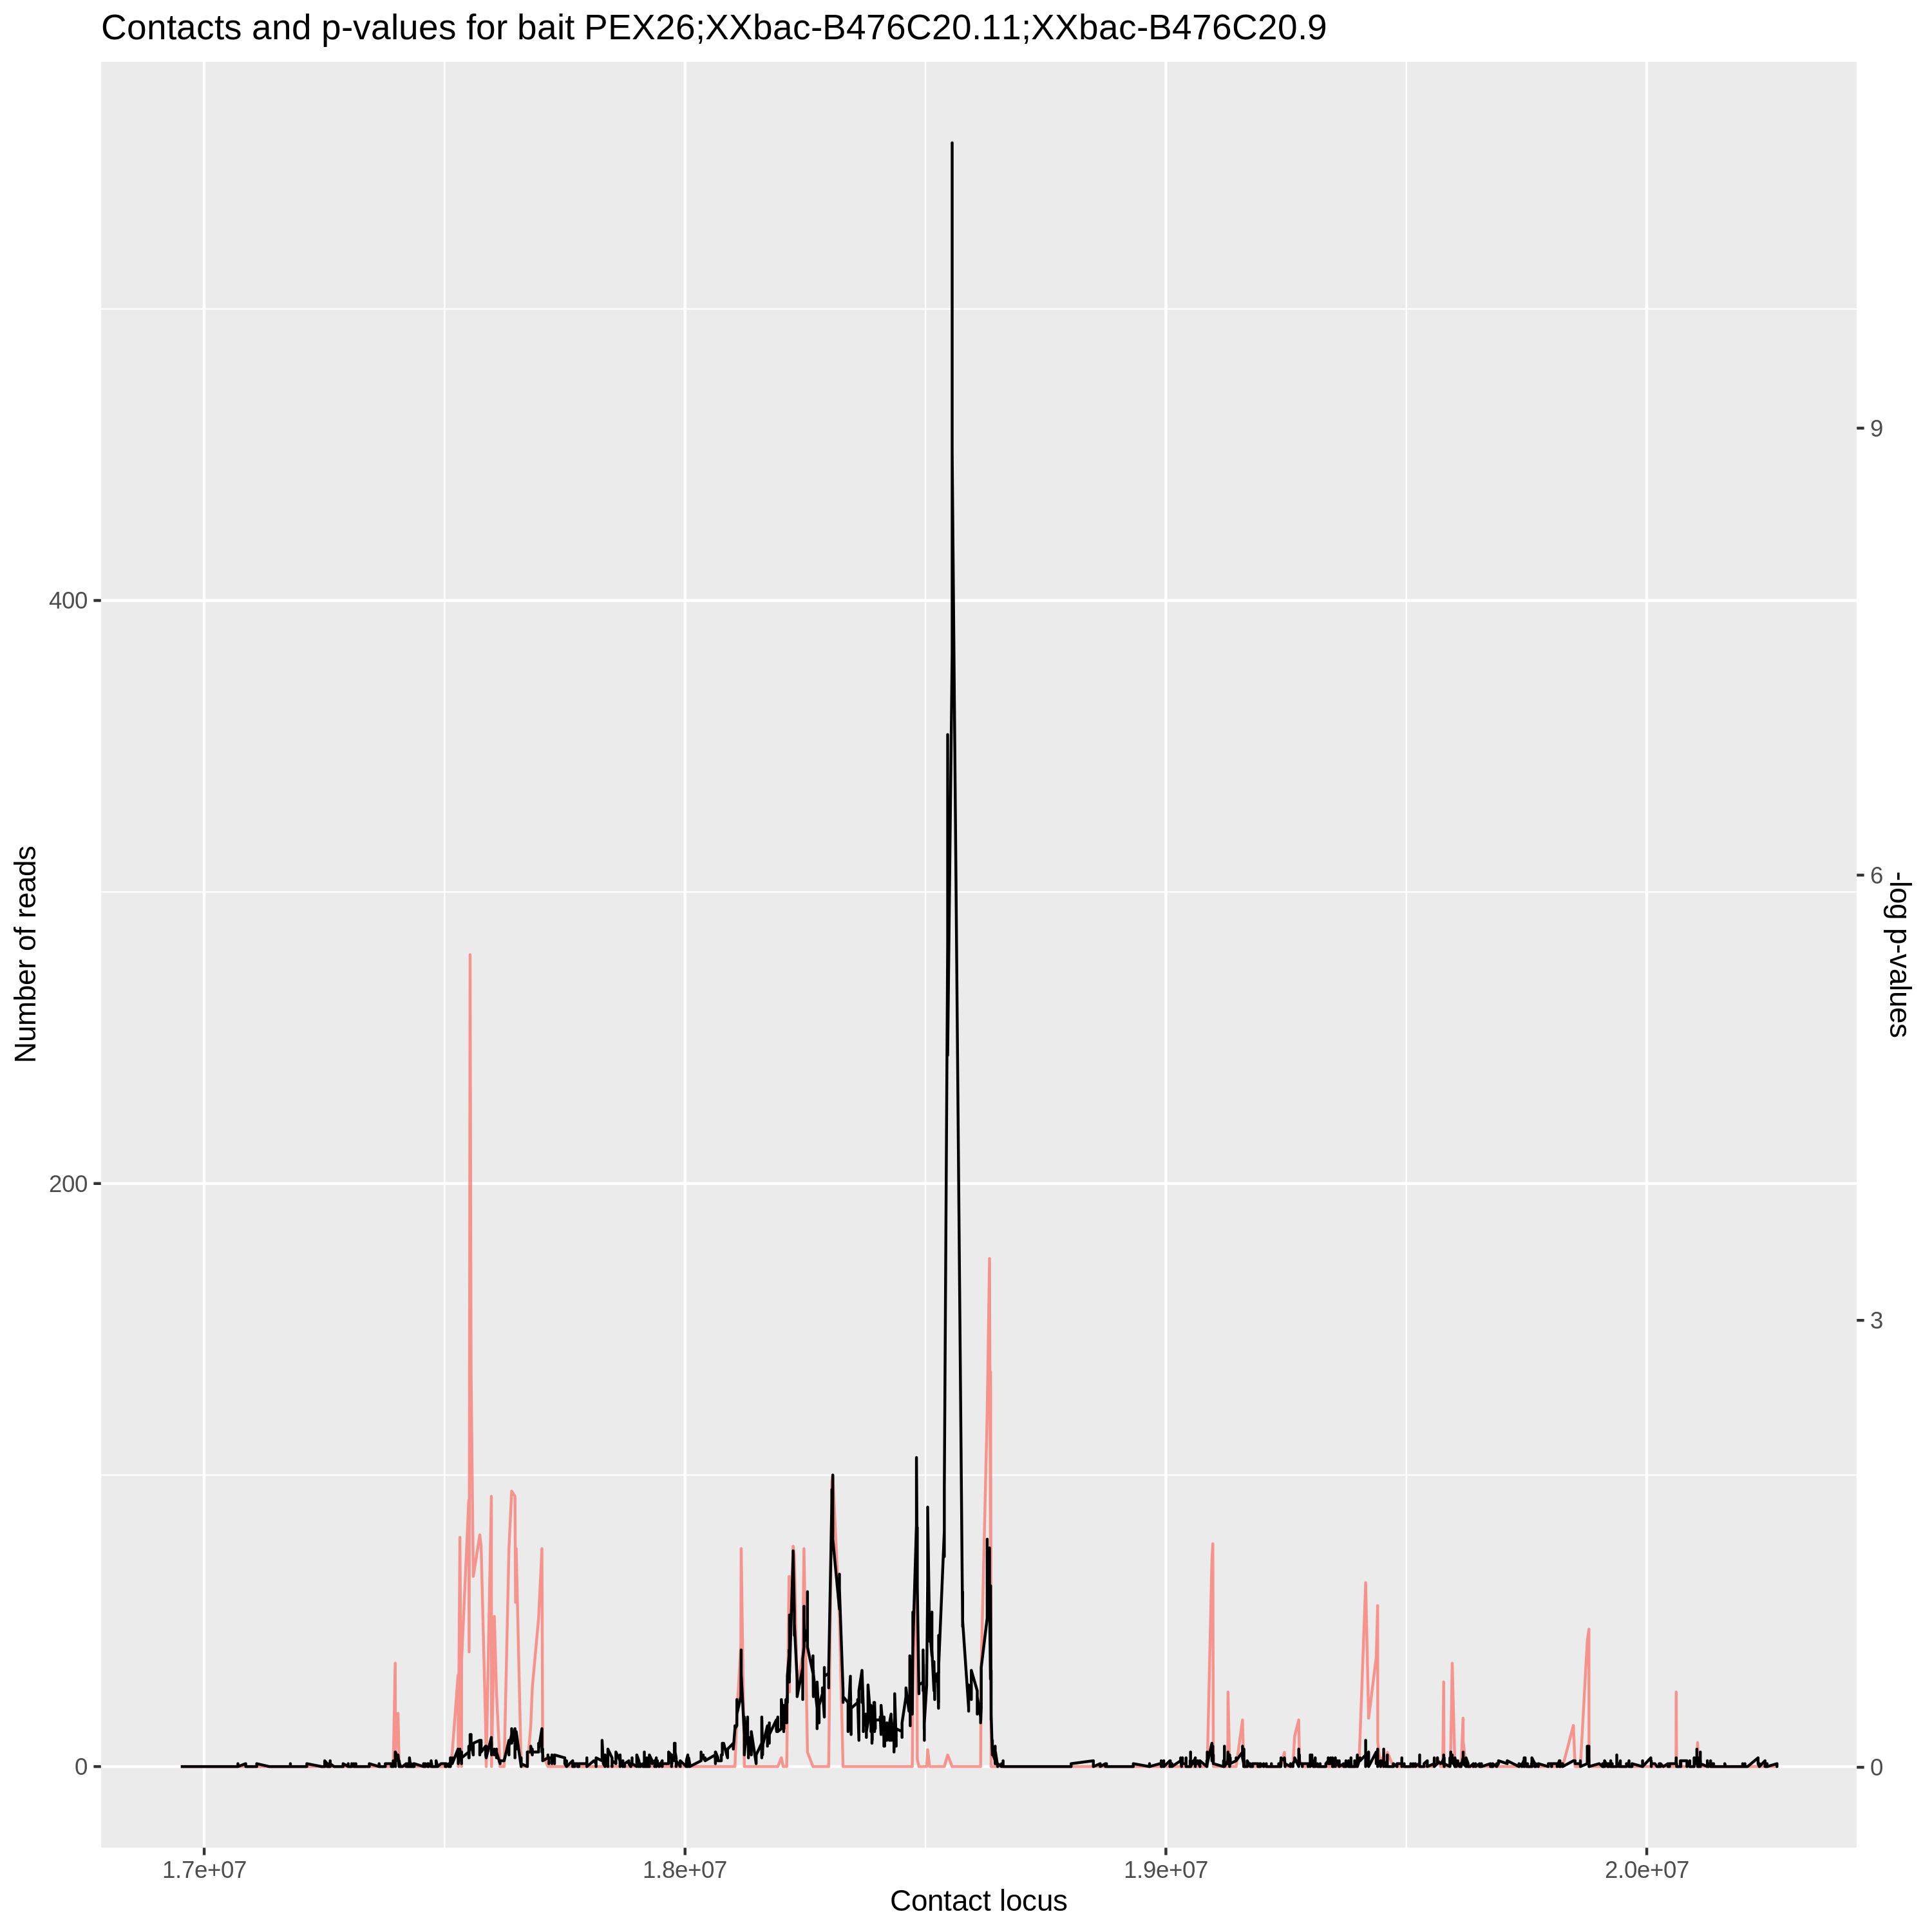 Contacts and p-values for bait PEX26;XXbac-B476C20.11;XXbac-B476C20.9
Number of reads
400
200
0
9
6
3
0
-log p-values
1.7e+07 1.8e+07 1.9e+07 2.0e+07
Contact locus